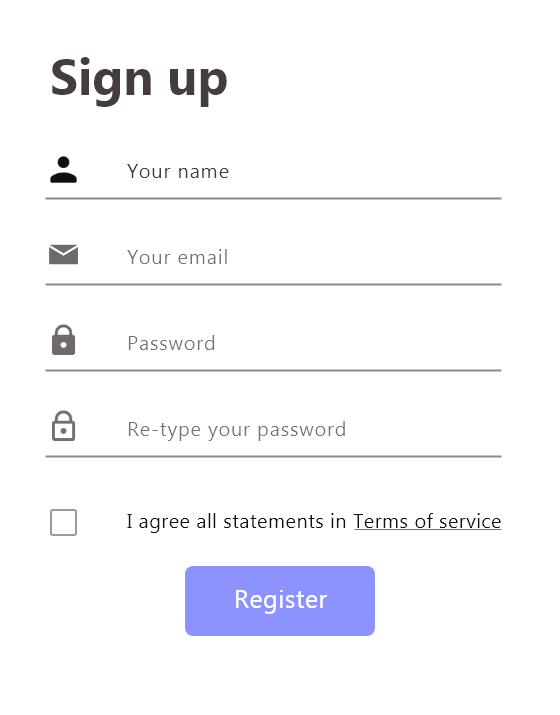 Sign up
Your name
Your email
Password
Re-type your password
I agree all statements in Terms of service
Register